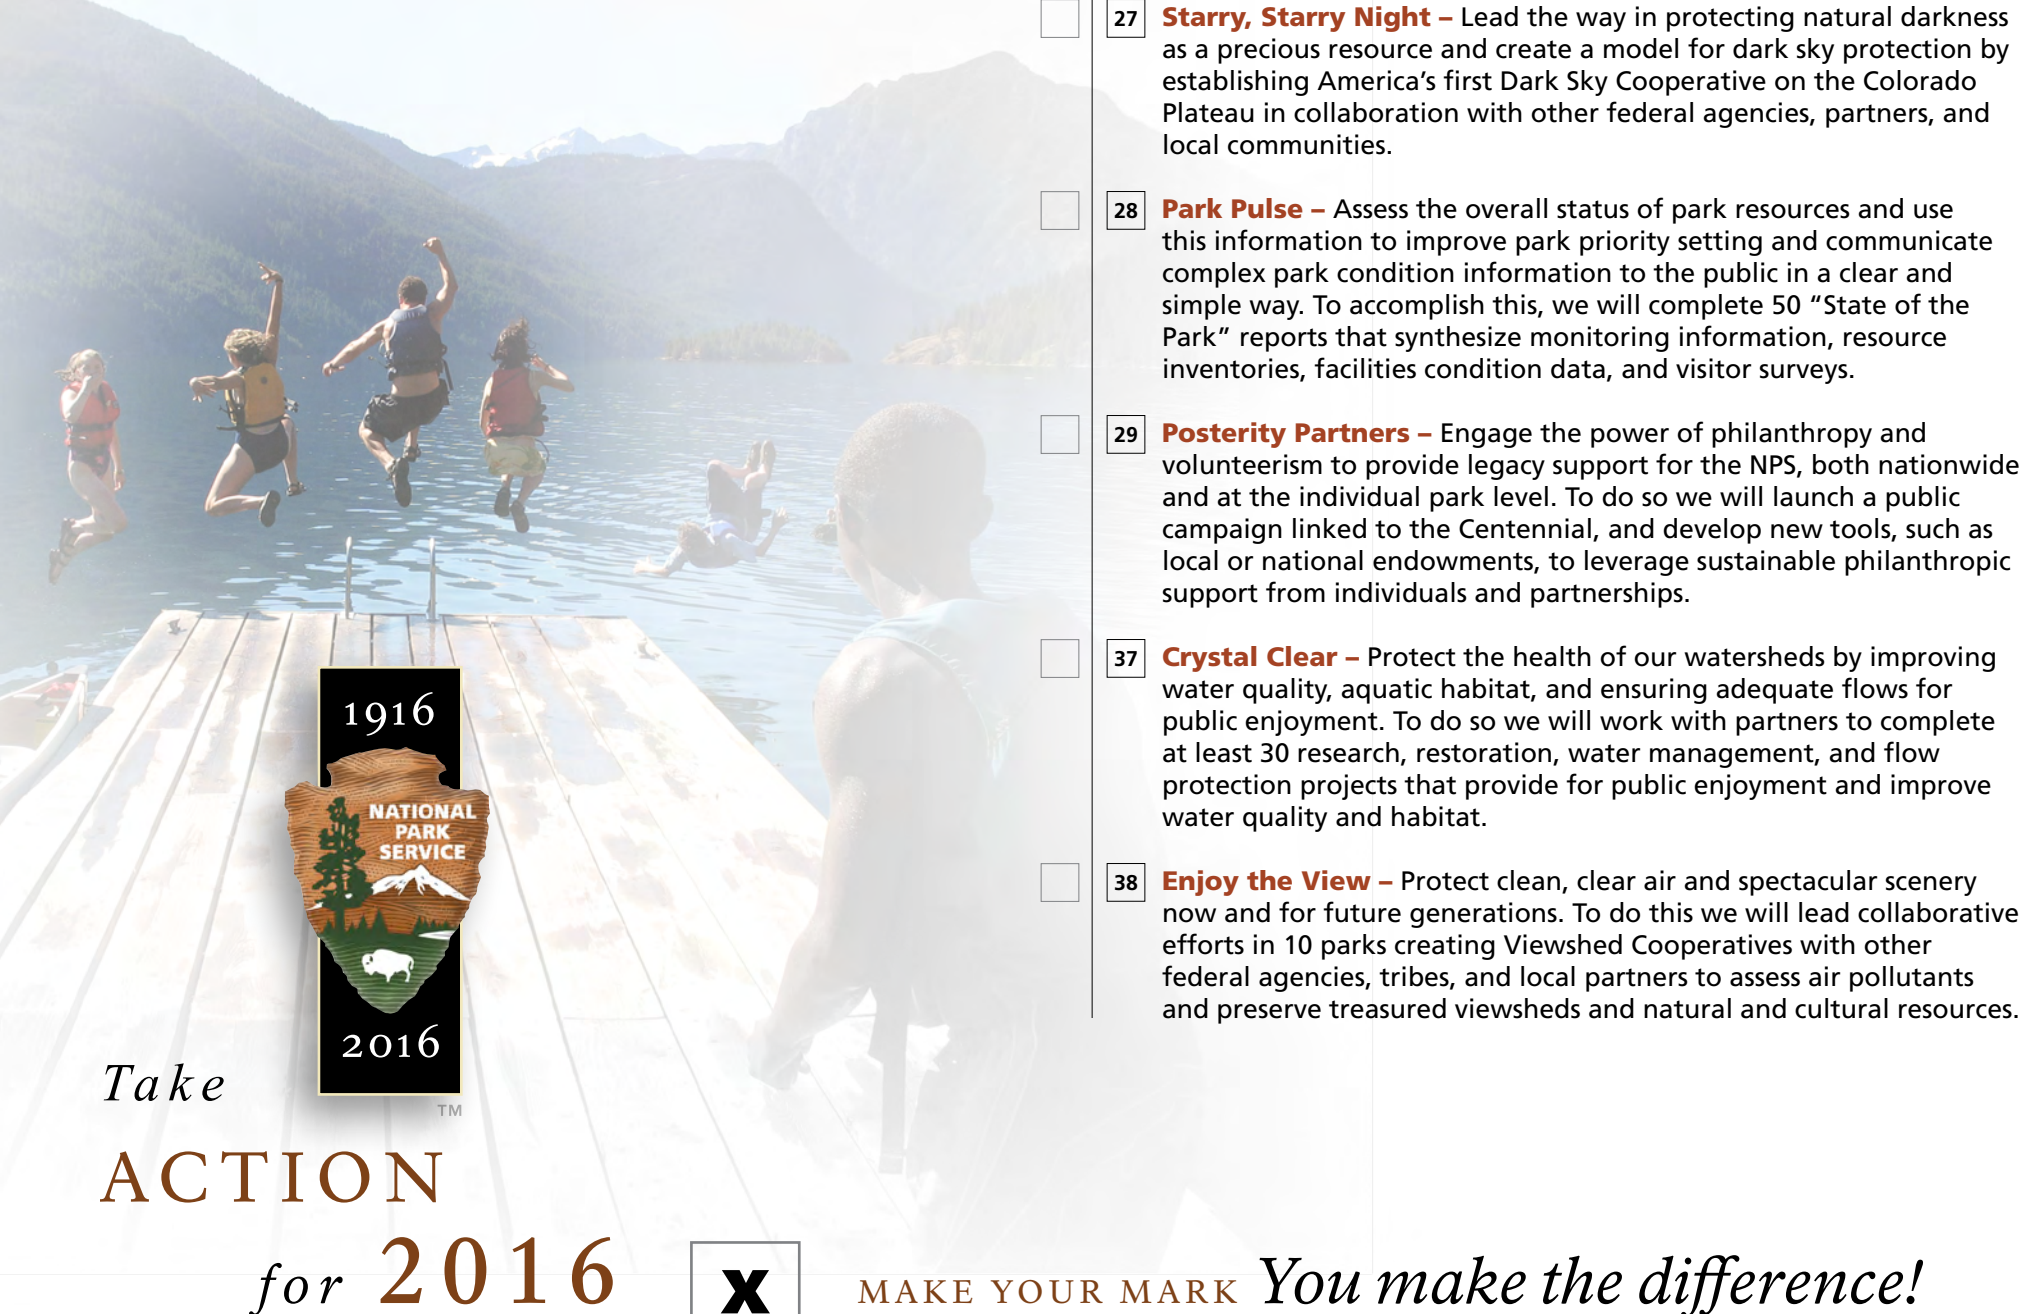 27 Starry, Starry Night – Lead the way in protecting natural darkness
as a precious resource and create a model for dark sky protection by
establishing America’s first Dark Sky Cooperative on the Colorado
Plateau in collaboration with other federal agencies, partners, and
local communities.
28 Park Pulse – Assess the overall status of park resources and use
this information to improve park priority setting and communicate
complex park condition information to the public in a clear and
simple way. To accomplish this, we will complete 50 “State of the
Park” reports that synthesize monitoring information, resource
inventories, facilities condition data, and visitor surveys.
29 Posterity Partners – Engage the power of philanthropy and
volunteerism to provide legacy support for the NPS, both nationwide
and at the individual park level. To do so we will launch a public
campaign linked to the Centennial, and develop new tools, such as
local or national endowments, to leverage sustainable philanthropic
support from individuals and partnerships.
37 Crystal Clear – Protect the health of our watersheds by improving
water quality, aquatic habitat, and ensuring adequate flows for
public enjoyment. To do so we will work with partners to complete
at least 30 research, restoration, water management, and flow
protection projects that provide for public enjoyment and improve
water quality and habitat.
38 Enjoy the View – Protect clean, clear air and spectacular scenery
now and for future generations. To do this we will lead collaborative
efforts in 10 parks creating Viewshed Cooperatives with other
federal agencies, tribes, and local partners to assess air pollutants
and preserve treasured viewsheds and natural and cultural resources.
1916
NATIONAL
PARK
SERVICE
2016
TM
Take
ACTION
for 2016
X
MAKE YOUR MARK You make the difference!